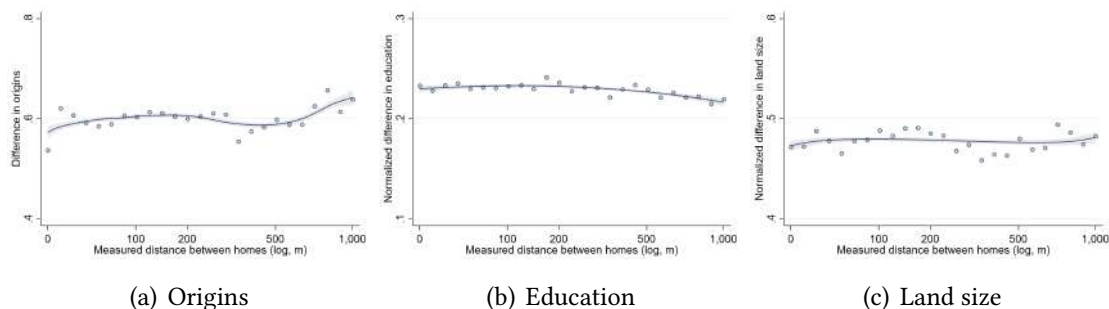 Difference in origins
.8
.6
.4
0 100 200 500 1,000
Measured distance between homes (log, m)
(a) Origins
Normalized difference in education
.3
.2
.1
0 100 200 500 1,000
Measured distance between homes (log, m)
(b) Education
Normalized difference in land size
.6
.5
.4
0 100 200 500 1,000
Measured distance between homes (log, m)
(c) Land size